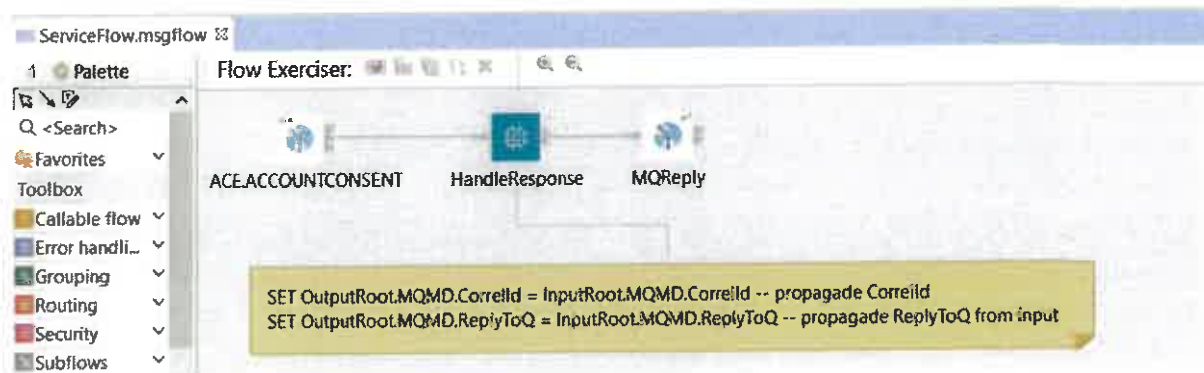 ServiceFlow.msgflow
Palette
Flow Exerciser:
<Search>
Favorites
Toolbox
Callable flow
Error handli...
Grouping
Routing
Security
Subflows
ACE.ACCOUNTCONSENT
HandleResponse
MQReply
SET OutputRoot.MQMD.CorrelId = InputRoot.MQMD.CorrelId -- propagade CorrelId
SET OutputRoot.MQMD.ReplyToQ = InputRoot.MQMD.ReplyToQ -- propagade ReplyToQ from input